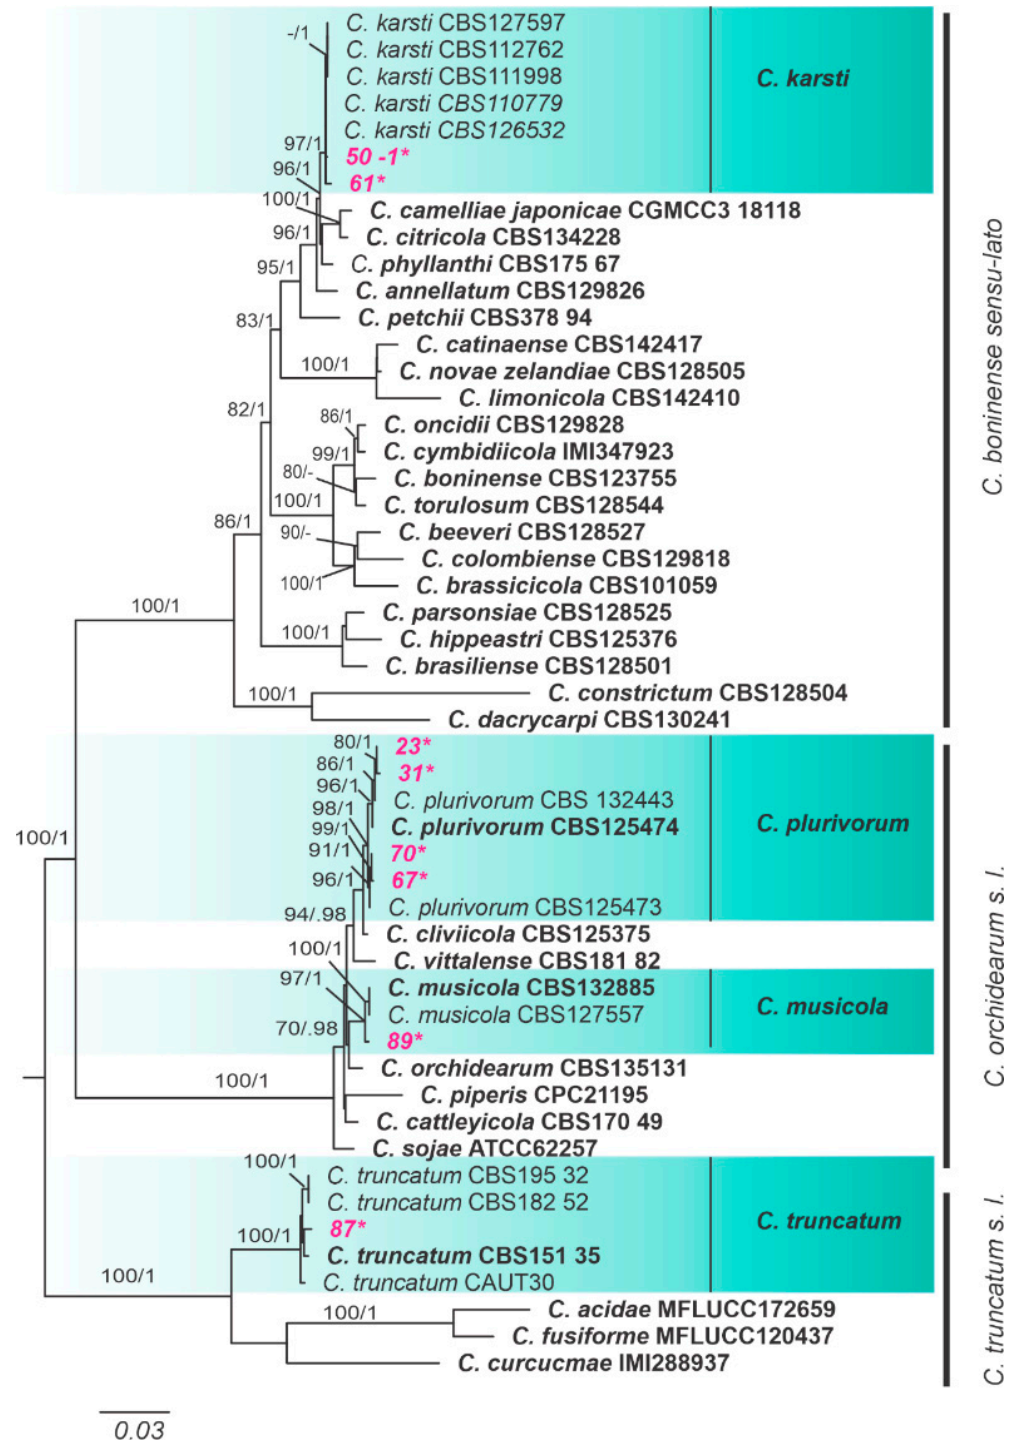 C. karsti CBS127597
-/1
C. karsti CBS112762
C. karsti CBS111998
C. karsti
C. karsti CBS110779
C. karsti CBS126532
97/1
50 -1*
96/1
61*
100/1
C. camelliae japonicae CGMCC3 18118
96/1
C. citricola CBS134228
95/1
C. phyllanthi CBS175 67
C. annellatum CBS129826
83/1
C. petchii CBS378 94
C. catinaense CBS142417
100/1
C. novae zelandiae CBS128505
C. limonicola CBS142410
82/1
86/1
C. oncidii CBS129828
99/1
C. cymbidiicola IMI347923
80/-
C. boninense CBS123755
100/1
C. torulosum CBS128544
86/1
90/-
C. beeveri CBS128527
C. colombiense CBS129818
100/1
C. brassicicola CBS101059
100/1
C. parsonsiae CBS128525
100/1
C. hippeastri CBS125376
C. brasiliense CBS128501
100/1
C. constrictum CBS128504
C. dacrycarpi CBS130241
C. boninense sensu-lato
80/1
23*
86/1
31*
96/1
C. plurivorum CBS 132443
98/1
99/1
C. plurivorum CBS125474
C. plurivorum
100/1
91/1
70*
96/1
67*
C. plurivorum CBS125473
94/.98
C. cliviicola CBS125375
100/1
C. vittalense CBS181 82
97/1
C. musicola CBS132885
C. musicola
70/.98
C. musicola CBS127557
89*
C. orchidearum CBS135131
100/1
C. piperis CPC21195
C. cattleyicola CBS170 49
C. sojae ATCC62257
C. orchidearum s. l.
100/1
C. truncatum CBS195 32
C. truncatum CBS182 52
C. truncatum
100/1
87*
C. truncatum CBS151 35
100/1
C. truncatum CAUT30
100/1
C. acidae MFLUCC172659
C. fusiforme MFLUCC120437
C. curcucmae IMI288937
C. truncatum s. l.
0.03